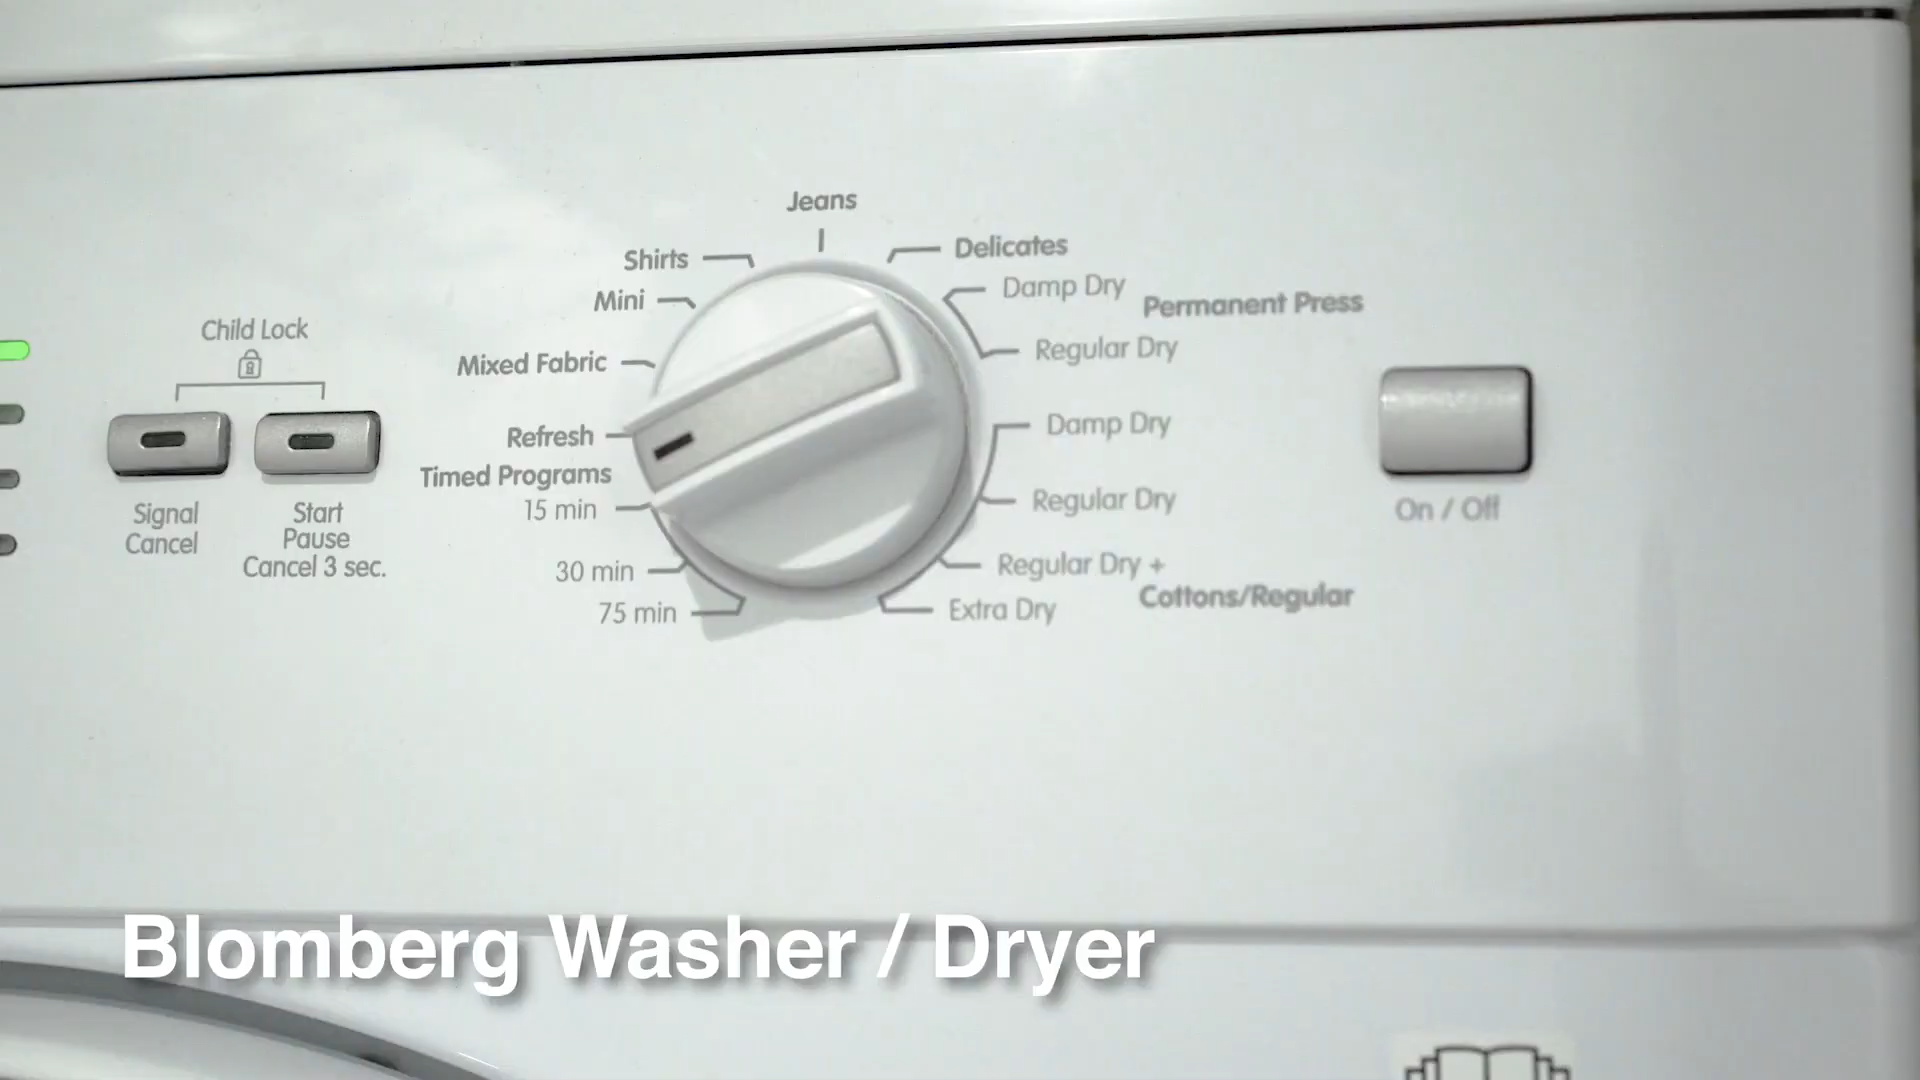 Jeans
Shirts
Delicates
Mini
Damp Dry
Permanent Press
Child Lock
Mixed Fabric
Regular Dry
Refresh
Damp Dry
Timed Programs
15 min
Regular Dry
On / Off
Signal
Cancel
Start
Pause
Cancel 3 sec.
30 min
Regular Dry +
Cottons/Regular
75 min
Extra Dry
Blomberg Washer / Dryer